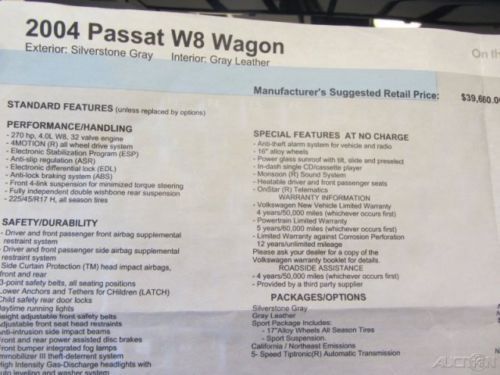 2004 Passat W8 Wagon
Exterior: Silverstone Gray Interior: Gray Leather
On th
Manufacturer's Suggested Retail Price: $39,660.00
STANDARD FEATURES (unless replaced by options)
PERFORMANCE/HANDLING
- 270 hp, 4.0L W8, 32 valve engine
- 4MOTION (R) all wheel drive system
- Electronic Stabilization Program (ESP)
- Anti-slip regulation (ASR)
- Electronic differential lock (EDL)
- Anti-lock braking system (ABS)
- Front 4-link suspension for minimized torque steering
- Fully independent double wishbone rear suspension
- 225/45/R17 H, all season tires
SAFETY/DURABILITY
- Driver and front passenger front airbag supplemental
restraint system
- Driver and front passenger side airbag supplemental
restraint system
Side Curtain Protection (TM) head impact airbags,
front and rear
3-point safety belts, all seating positions
Lower Anchors and Tethers for Children (LATCH)
Child safety rear door locks
Daytime running lights
Height adjustable front safety belts
Adjustable front seat head restraints
Anti-intrusion side impact beams
Front and rear power assisted disc brakes
Front bumper integrated fog lamps
Immobilizer III theft-deterrent system
High Intensity Gas-Discharge headlights with
auto leveling and washer system
SPECIAL FEATURES AT NO CHARGE
- Anti-theft alarm system for vehicle and radio
- 16" alloy wheels
- Power glass sunroof with tilt, slide and preselect
- In-dash single CD/cassette player
- Monsoon (R) Sound System
- Heatable driver and front passenger seats
- OnStar (R) Telematics
WARRANTY INFORMATION
- Volkswagen New Vehicle Limited Warranty
4 years/50,000 miles (whichever occurs first)
- Powertrain Limited Warranty
5 years/60,000 miles (whichever occurs first)
- Limited Warranty against Corrosion Perforation
12 years/unlimited mileage
Please ask your dealer for a copy of the
Volkswagen warranty booklet for details.
ROADSIDE ASSISTANCE
- 4 years/50,000 miles (whichever occurs first)
- Provided by a third party supplier
PACKAGES/OPTIONS
Silverstone Gray
Gray Leather
Sport Package Includes:
- 17"Alloy Wheels All Season Tires
- Sport Suspension.
California / Northeast Emissions
5- Speed Tiptronic(R) Automatic Transmission